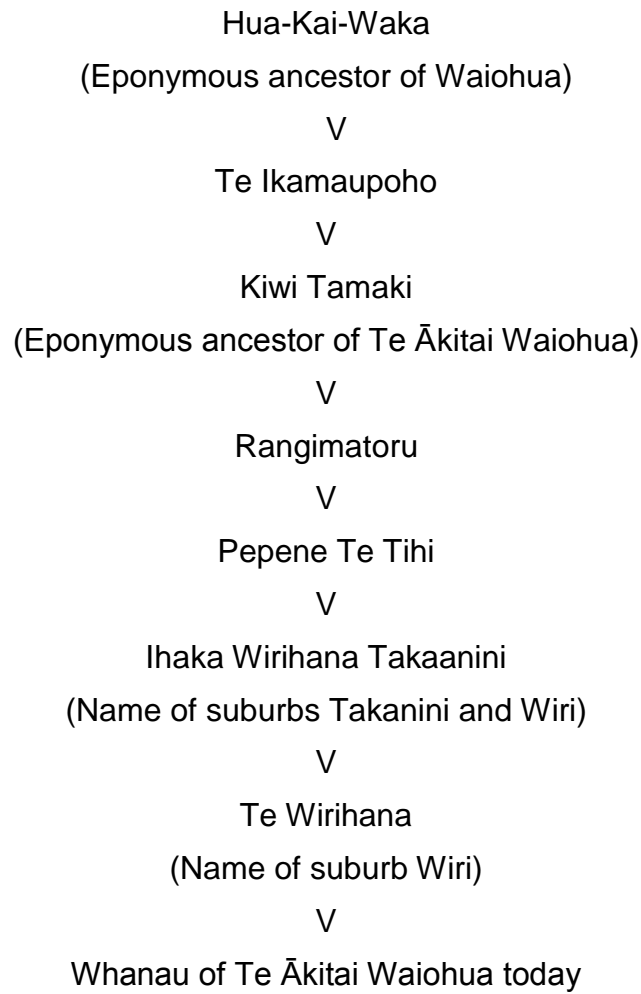 Hua-Kai-Waka
(Eponymous ancestor of Waiohua)
V
Te Ikamaupoho
V
Kiwi Tamaki
(Eponymous ancestor of Te Ākitai Waiohua)
V
Rangimatoru
V
Pepene Te Tihi
V
Ihaka Wirihana Takaanini
(Name of suburbs Takanini and Wiri)
V
Te Wirihana
(Name of suburb Wiri)
V
Whanau of Te Ākitai Waiohua today